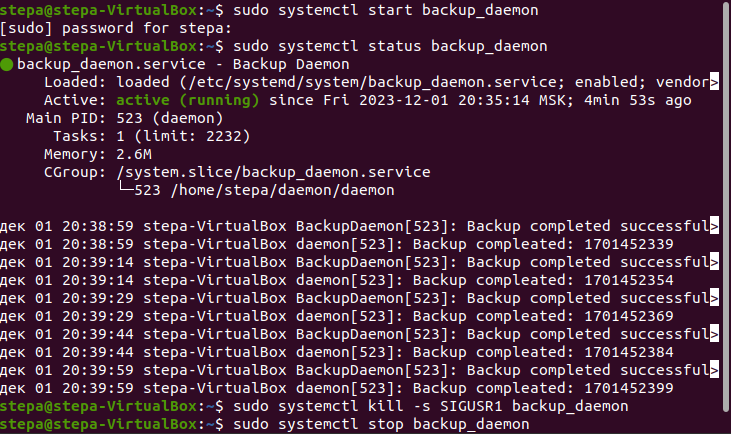 stepa@stepa-VirtualBox:~$ sudo systemctl start backup_daemon
[sudo] password for stepa:
stepa@stepa-VirtualBox:~$ sudo systemctl status backup_daemon
● backup_daemon.service - Backup Daemon
     Loaded: loaded (/etc/systemd/system/backup_daemon.service; enabled; vendor>
     Active: active (running) since Fri 2023-12-01 20:35:14 MSK; 4min 53s ago
   Main PID: 523 (daemon)
      Tasks: 1 (limit: 2232)
     Memory: 2.6M
     CGroup: /system.slice/backup_daemon.service
             └─523 /home/stepa/daemon/daemon
дек 01 20:38:59 stepa-VirtualBox BackupDaemon[523]: Backup completed successful>
дек 01 20:38:59 stepa-VirtualBox daemon[523]: Backup compleated: 1701452339
дек 01 20:39:14 stepa-VirtualBox BackupDaemon[523]: Backup completed successful>
дек 01 20:39:14 stepa-VirtualBox daemon[523]: Backup compleated: 1701452354
дек 01 20:39:29 stepa-VirtualBox BackupDaemon[523]: Backup completed successful>
дек 01 20:39:29 stepa-VirtualBox daemon[523]: Backup compleated: 1701452369
дек 01 20:39:44 stepa-VirtualBox BackupDaemon[523]: Backup completed successful>
дек 01 20:39:44 stepa-VirtualBox daemon[523]: Backup compleated: 1701452384
дек 01 20:39:59 stepa-VirtualBox BackupDaemon[523]: Backup completed successful>
дек 01 20:39:59 stepa-VirtualBox daemon[523]: Backup compleated: 1701452399
stepa@stepa-VirtualBox:~$ sudo systemctl kill -s SIGUSR1 backup_daemon
stepa@stepa-VirtualBox:~$ sudo systemctl stop backup_daemon